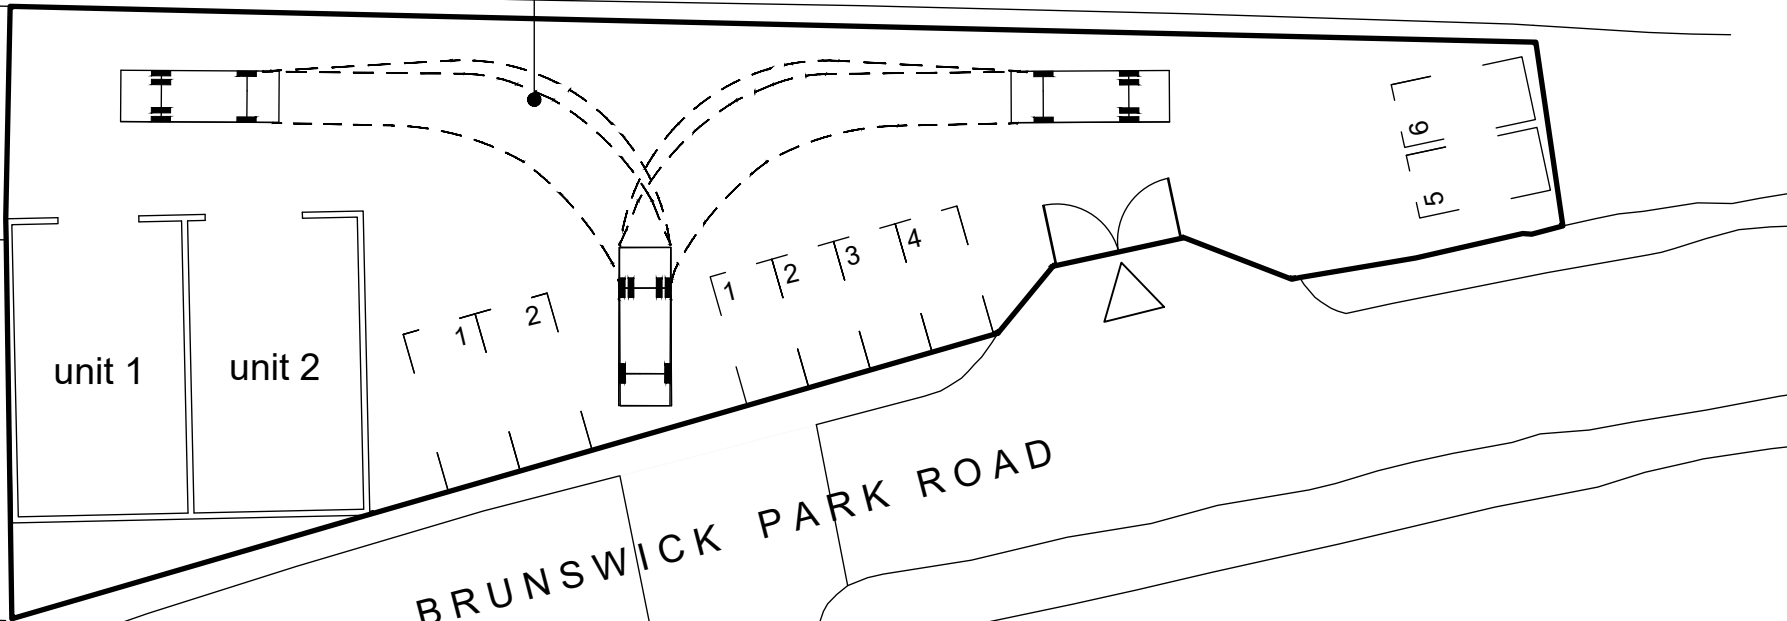 6
5
1 2 3 4
1 2
unit 1
unit 2
BRUNSWICK PARK ROAD